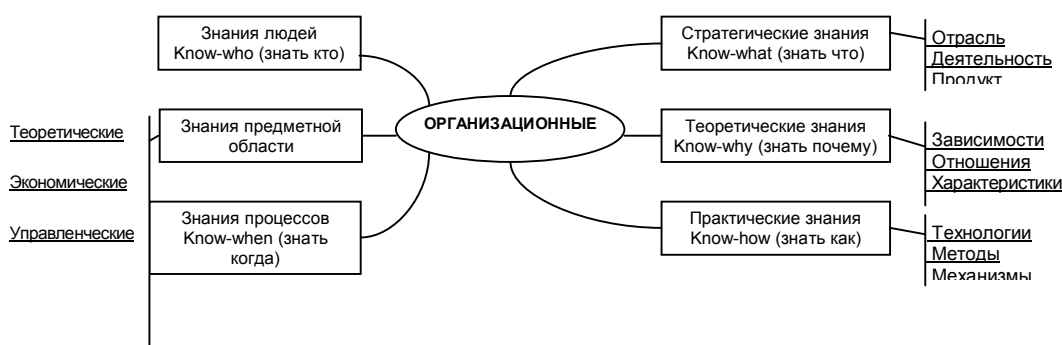 Знания людей
Know-who (знать кто)
Стратегические знания
Know-what (знать что)
Отрасль
Деятельность
Продукт
ОРГАНИЗАЦИОННЫЕ
Теоретические
Знания предметной
области
Теоретические знания
Know-why (знать почему)
Зависимости
Отношения
Характеристики
Экономические
Управленческие
Знания процессов
Know-when (знать
когда)
Практические знания
Know-how (знать как)
Технологии
Методы
Механизмы